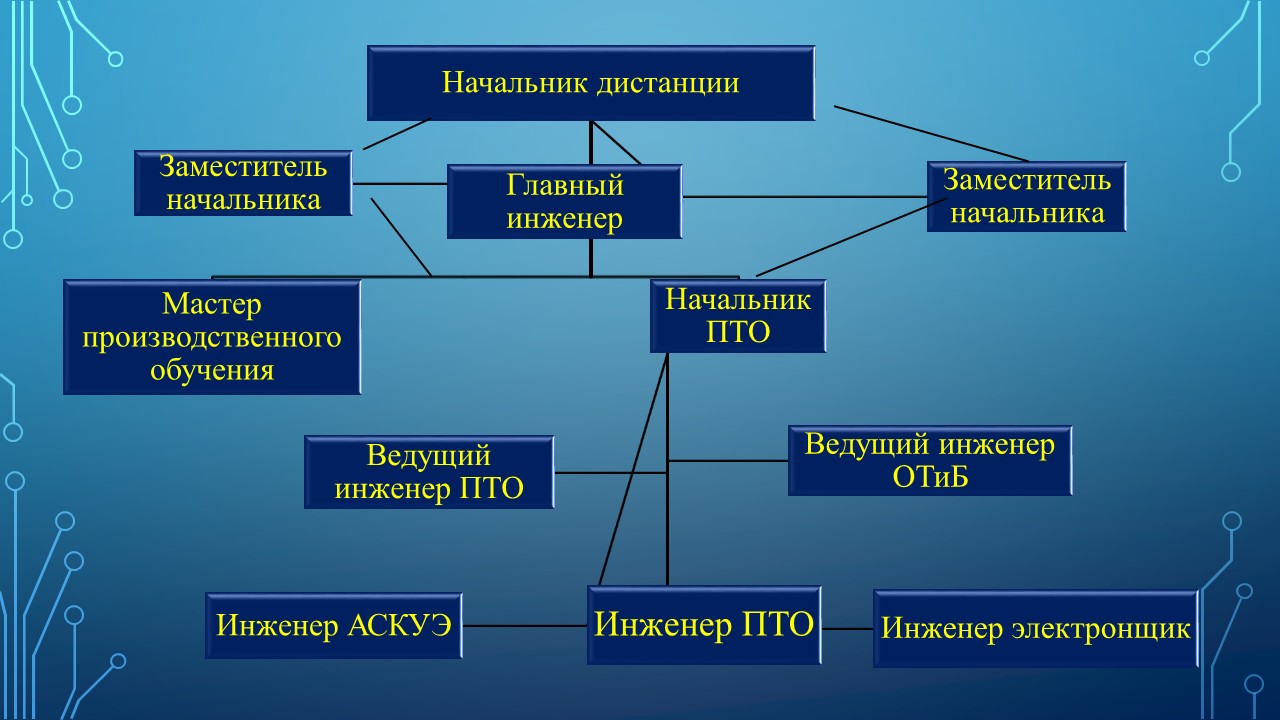 Начальник дистанции
Заместитель
начальника
Главный
инженер
Заместитель
начальника
Мастер
производственного
обучения
Начальник
ПТО
Ведущий
инженер ПТО
Ведущий инженер
ОТиБ
Инженер АСКУЭ
Инженер ПТО
Инженер электронщик